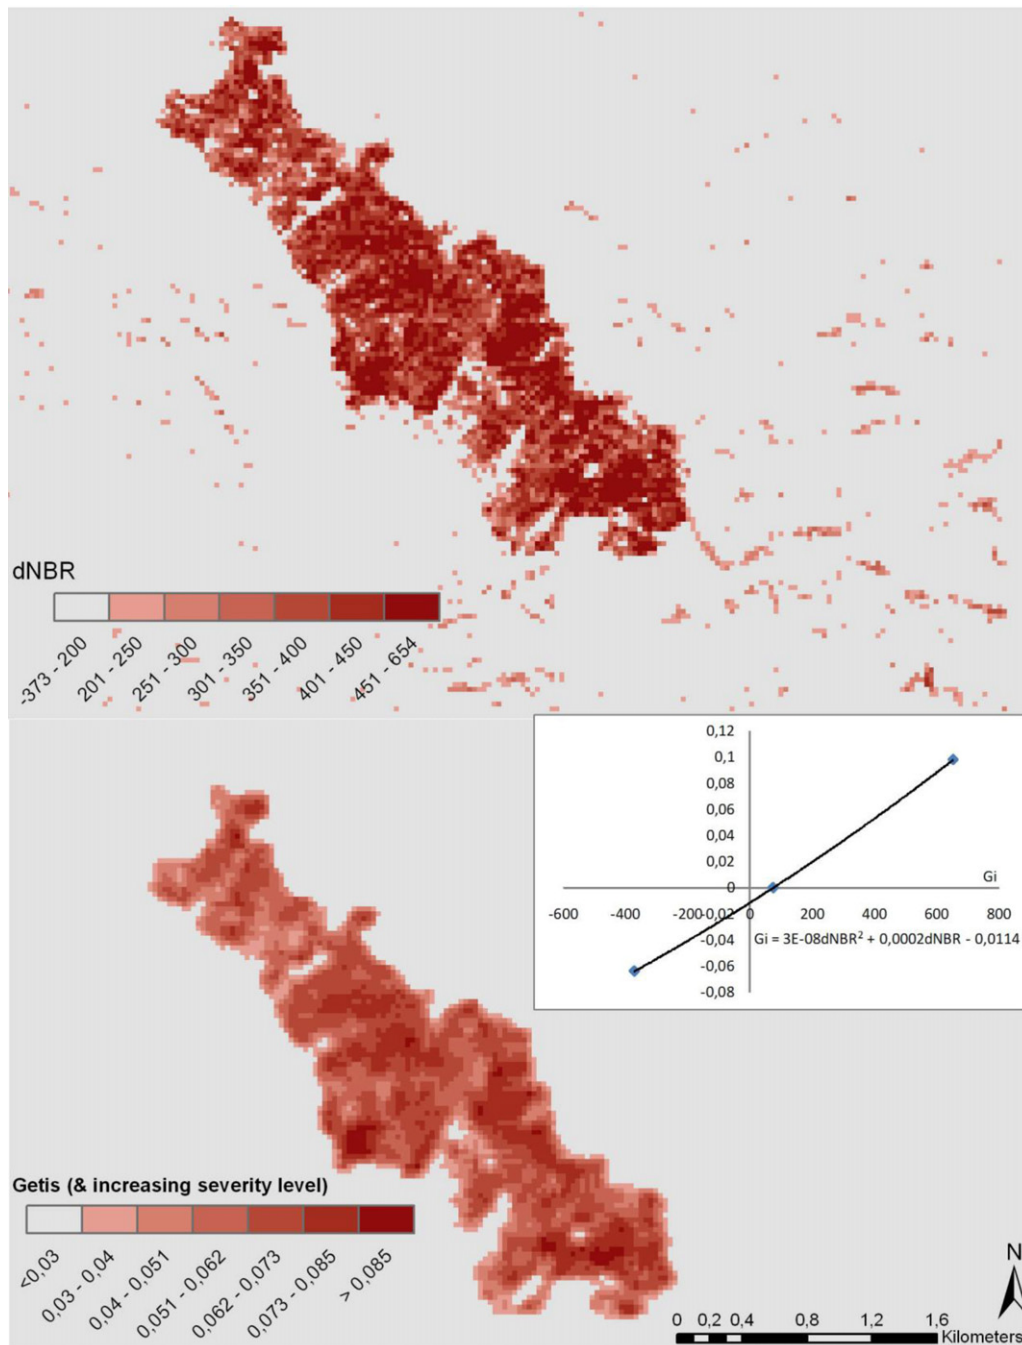 dNBR
-373 - 200
201 - 250
251 - 300
301 - 350
351 - 400
401 - 450
451 - 654
0,12
0,1
0,08
0,06
0,04
0,02
0
Gi
-600
-400
-200
-0,02
0
200
400
600
800
-0,04
Gi = 3E-08dNBR² + 0,0002dNBR - 0,0114
-0,06
-0,08
Getis (& increasing severity level)
<0,03
0,03 - 0,04
0,04 - 0,051
0,051 - 0,062
0,062 - 0,073
0,073 - 0,085
> 0,085
N
0 0,2 0,4 0,8 1,2 1,6
Kilometers